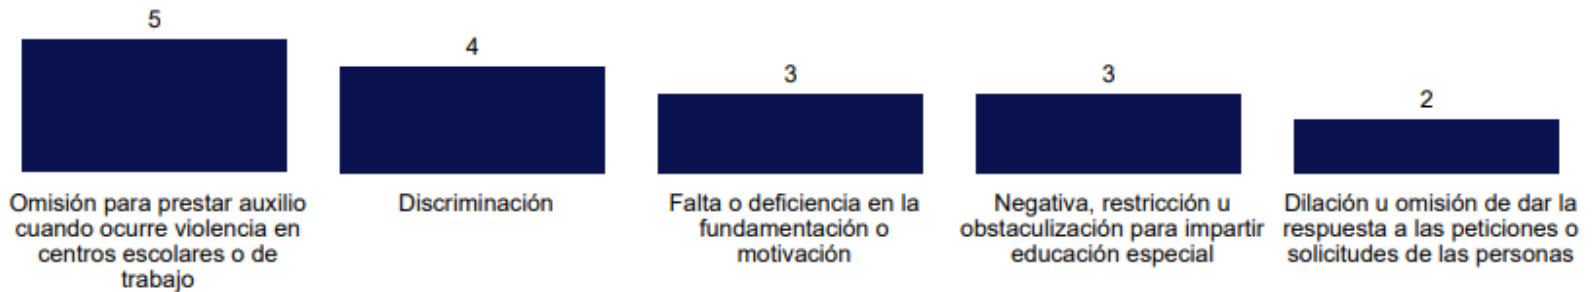 5
4
3
3
2
Omisión para prestar auxilio
cuando ocurre violencia en
centros escolares o de
trabajo
Discriminación
Falta o deficiencia en la
fundamentación o
motivación
Negativa, restricción u
obstaculización para impartir
educación especial
Dilación u omisión de dar la
respuesta a las peticiones o
solicitudes de las personas